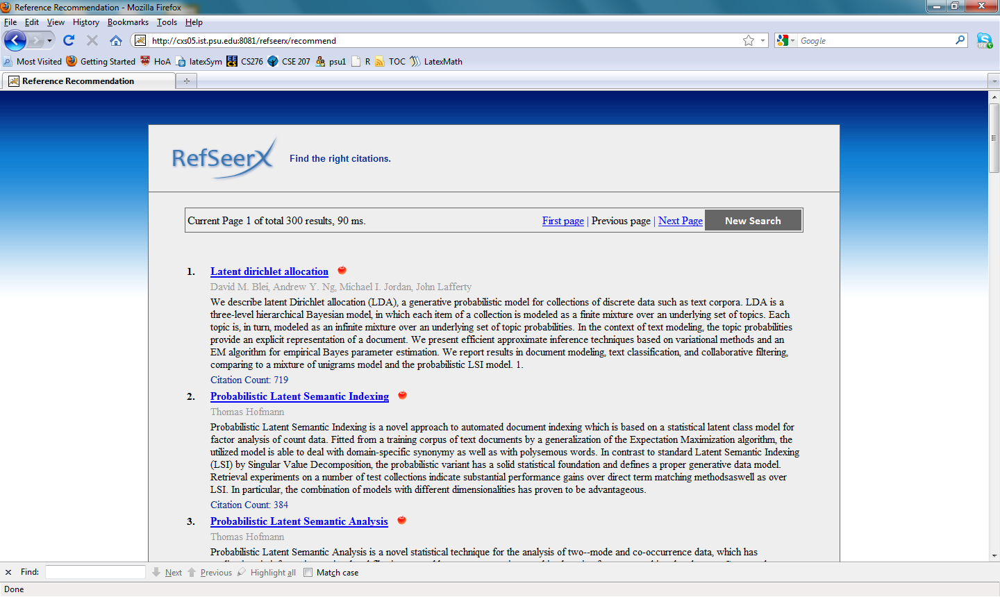 Reference Recommendation - Mozilla Firefox
File Edit View History Bookmarks Tools Help
http://cxs05.ist.psu.edu:8081/refseerx/recommend
Google
Most Visited Getting Started HoA latexSym CS276 CSE 207 psu1 R TOC LatexMath
Reference Recommendation
RefSeerX Find the right citations.
Current Page 1 of total 300 results, 90 ms. First page | Previous page | Next Page New Search
1. Latent dirichlet allocation
David M. Blei, Andrew Y. Ng, Michael I. Jordan, John Lafferty
We describe latent Dirichlet allocation (LDA), a generative probabilistic model for collections of discrete data such as text corpora. LDA is a
three-level hierarchical Bayesian model, in which each item of a collection is modeled as a finite mixture over an underlying set of topics. Each
topic is, in turn, modeled as an infinite mixture over an underlying set of topic probabilities. In the context of text modeling, the topic probabilities
provide an explicit representation of a document. We present efficient approximate inference techniques based on variational methods and an
EM algorithm for empirical Bayes parameter estimation. We report results in document modeling, text classification, and collaborative filtering,
comparing to a mixture of unigrams model and the probabilistic LSI model. 1.
Citation Count: 719
2. Probabilistic Latent Semantic Indexing
Thomas Hofmann
Probabilistic Latent Semantic Indexing is a novel approach to automated document indexing which is based on a statistical latent class model for
factor analysis of count data. Fitted from a training corpus of text documents by a generalization of the Expectation Maximization algorithm, the
utilized model is able to deal with domain-specific synonymy as well as with polysemous words. In contrast to standard Latent Semantic Indexing
(LSI) by Singular Value Decomposition, the probabilistic variant has a solid statistical foundation and defines a proper generative data model.
Retrieval experiments on a number of test collections indicate substantial performance gains over direct term matching methodsaswell as over
LSI. In particular, the combination of models with different dimensionalities has proven to be advantageous.
Citation Count: 384
3. Probabilistic Latent Semantic Analysis
Thomas Hofmann
Probabilistic Latent Semantic Analysis is a novel statistical technique for the analysis of two--mode and co-occurrence data, which has
Find: Next Previous Highlight all Match case
Done